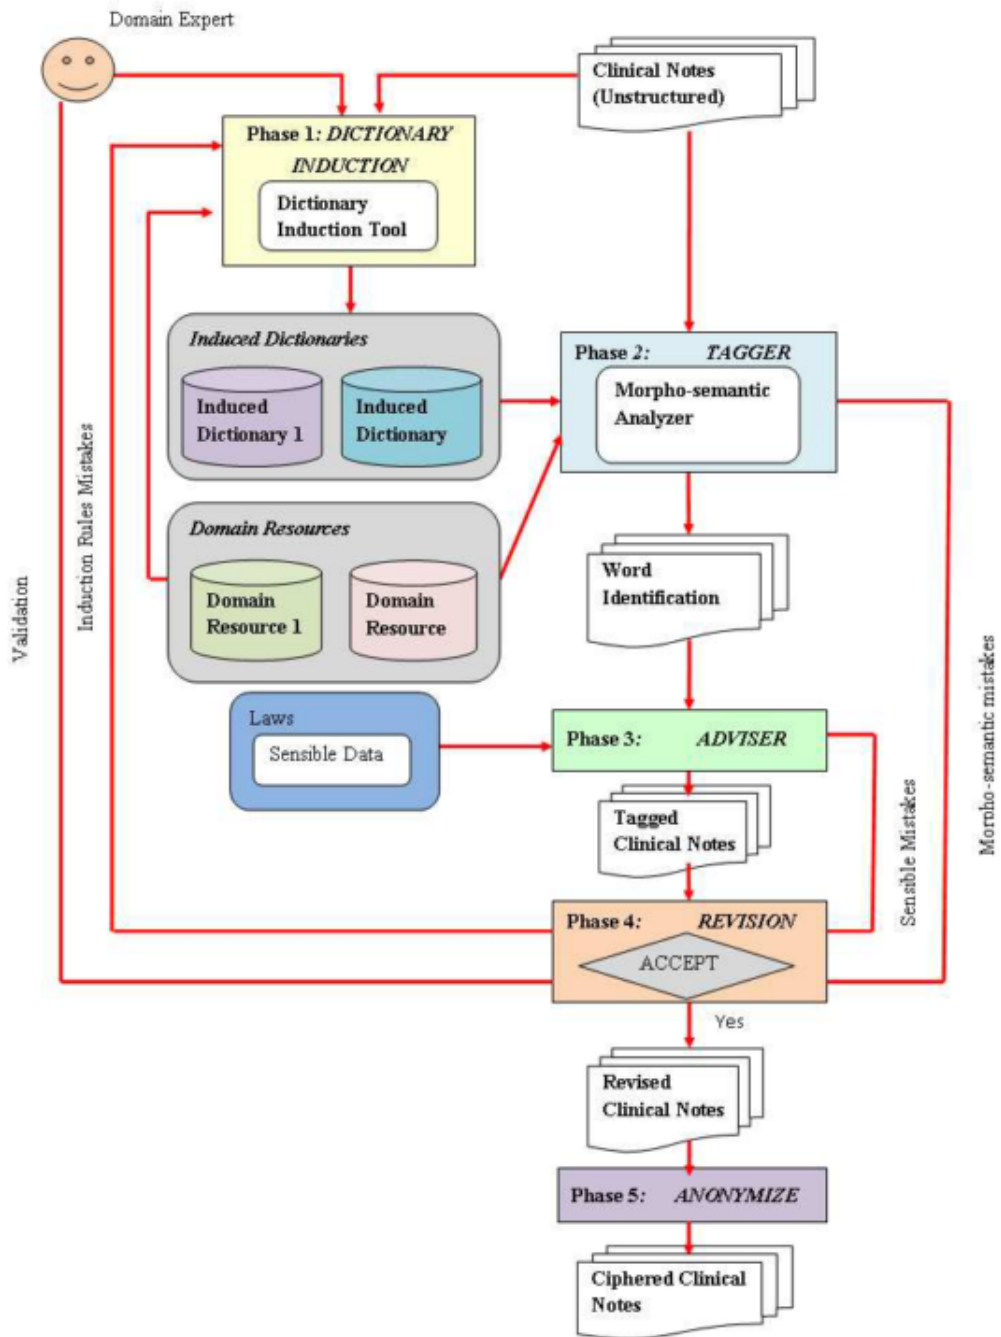 Domain Expert
Clinical Notes
(Unstructured)
Phase 1: DICTIONARY
INDUCTION
Dictionary
Induction Tool
Induced Dictionaries
Induced
Dictionary 1
Induced
Dictionary
Phase 2: TAGGER
Morpho-semantic
Analyzer
Domain Resources
Domain
Resource 1
Domain
Resource
Word
Identification
Validation
Induction Rules Mistakes
Laws
Sensible Data
Phase 3: ADVISER
Tagged
Clinical Notes
Sensible Mistakes
Morpho-semantic mistakes
Phase 4: REVISION
ACCEPT
Yes
Revised
Clinical Notes
Phase 5: ANONYMIZE
Ciphered Clinical
Notes